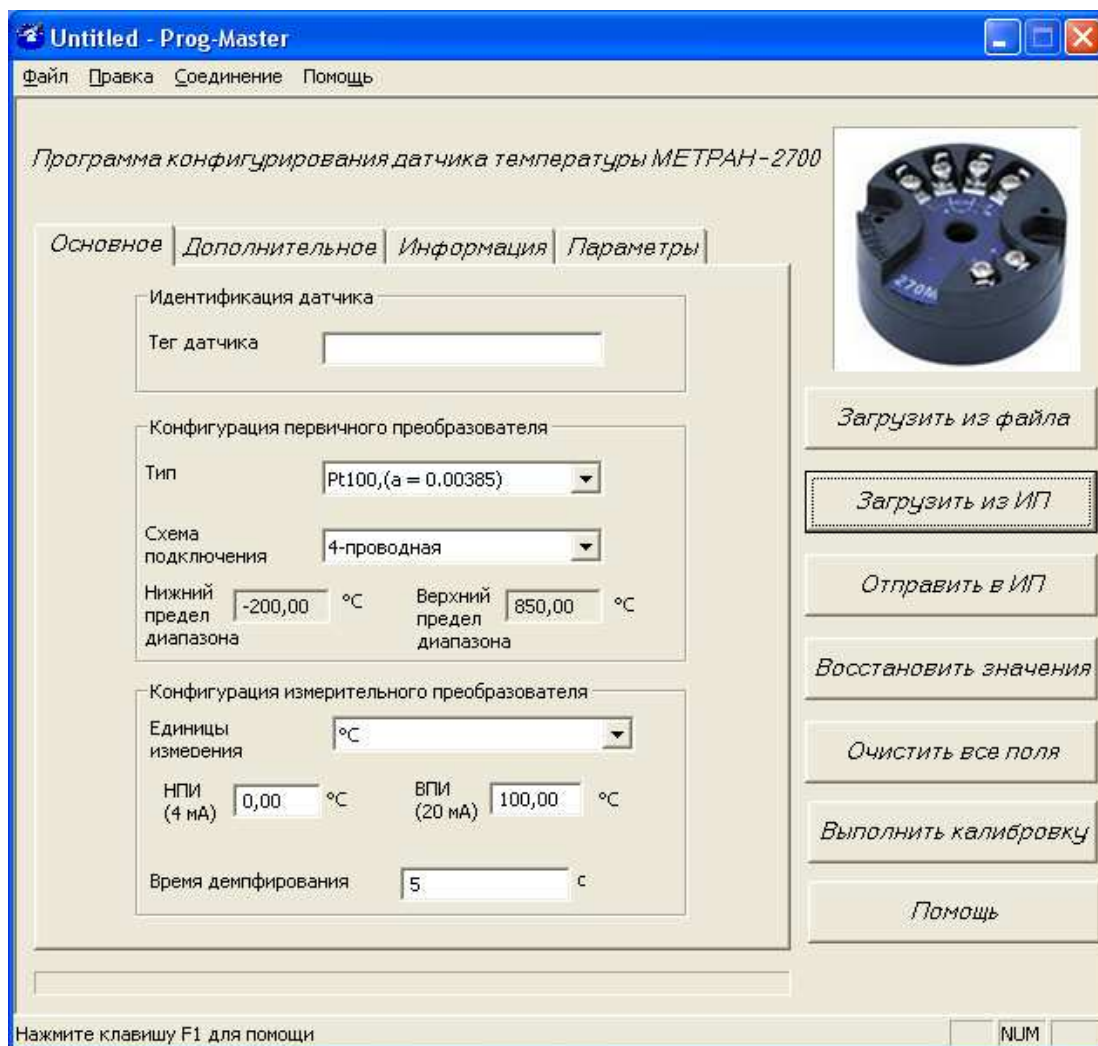 Untitled - Prog-Master
Файл Правка Соединение Помощь
Программа конфигурирования датчика температуры МЕТРАН-2700
Основное Дополнительное Информация Параметры
Идентификация датчика
Тег датчика
Конфигурация первичного преобразователя
Тип
Pt100,(a = 0.00385)
Схема
подключения
4-проводная
Нижний
предел
диапазона
-200,00 °C
Верхний
предел
диапазона
850,00 °C
Конфигурация измерительного преобразователя
Единицы
измерения
°C
НПИ
(4 мА)
0,00 °C
ВПИ
(20 мА)
100,00 °C
Время демпфирования 5 с
270М
Загрузить из файла
Загрузить из ИП
Отправить в ИП
Восстановить значения
Очистить все поля
Выполнить калибровку
Помощь
Нажмите клавишу F1 для помощи
NUM